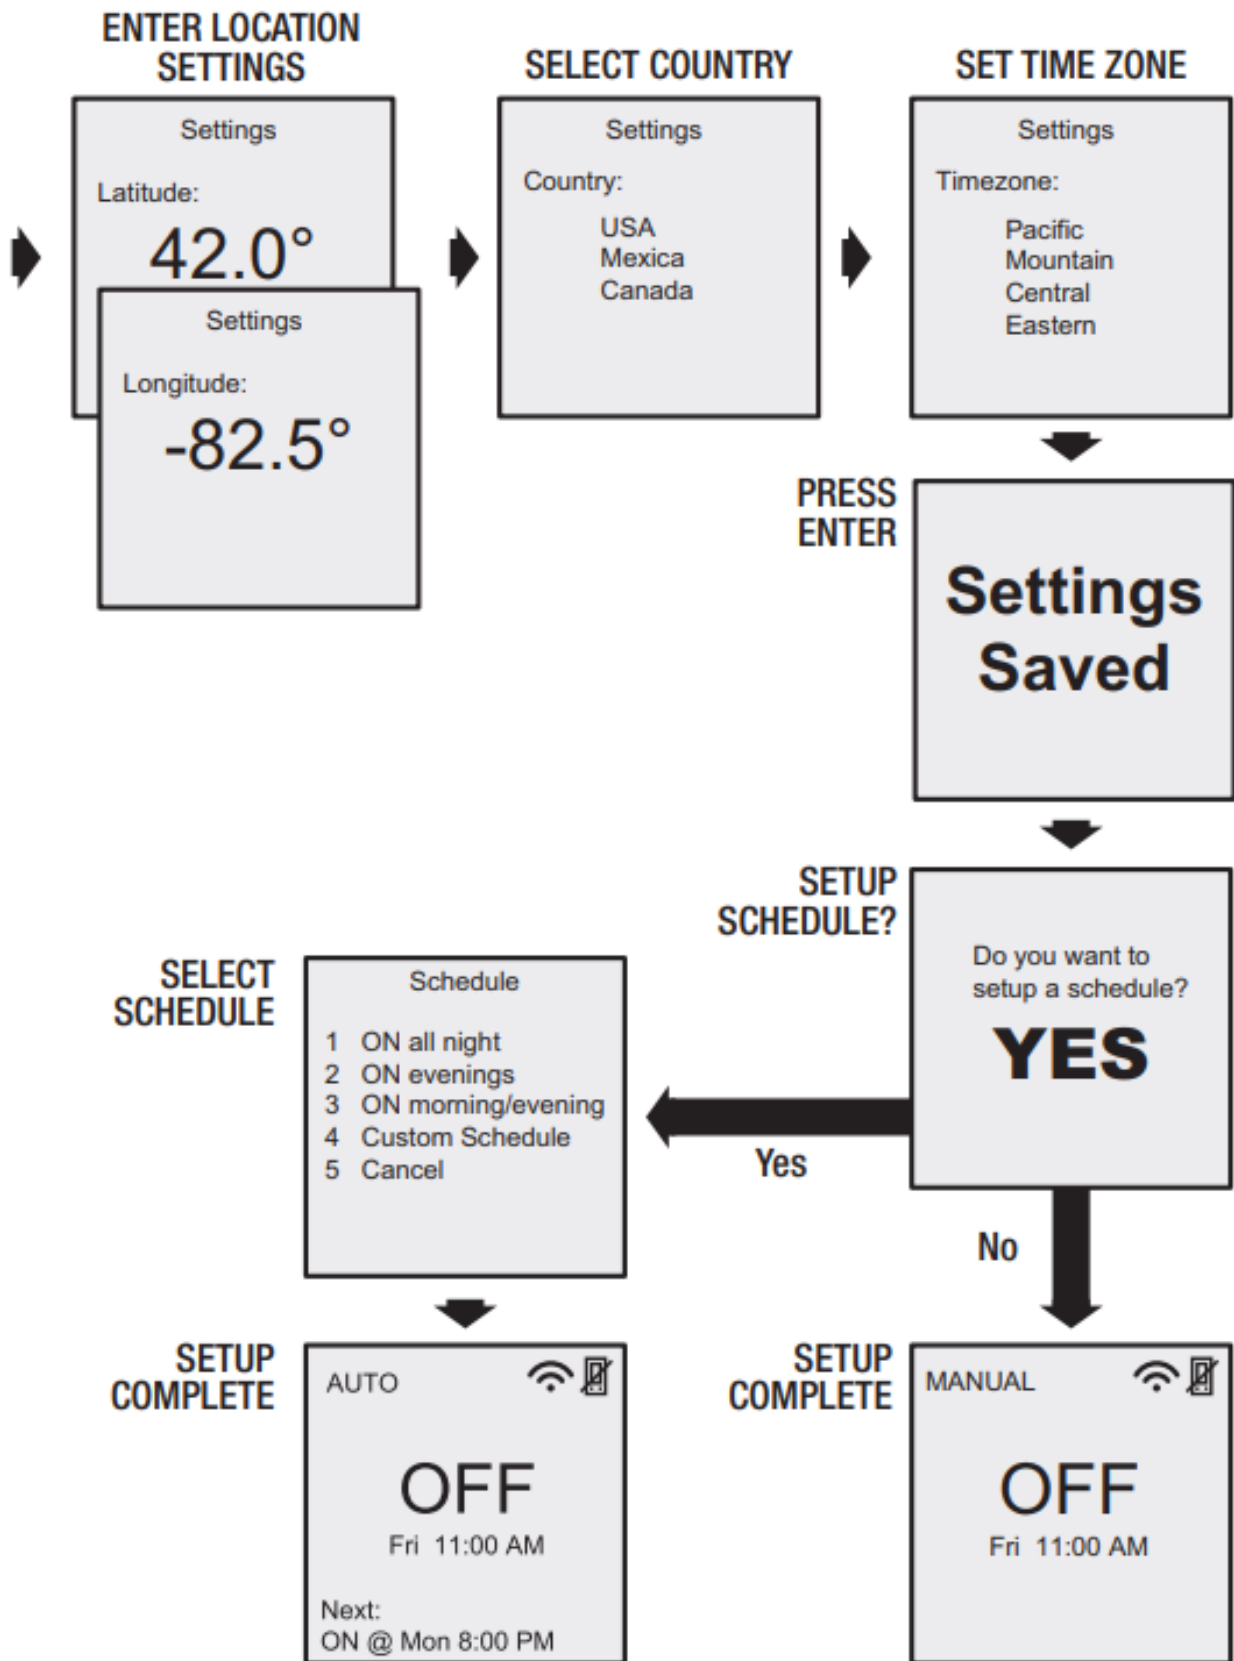 ENTER LOCATION
SETTINGS
Settings
Latitude:
42.0°
Settings
Longitude:
-82.5°
SELECT COUNTRY
Settings
Country:
USA
Mexica
Canada
SET TIME ZONE
Settings
Timezone:
Pacific
Mountain
Central
Eastern
PRESS
ENTER
Settings
Saved
SETUP
SCHEDULE?
Do you want to
setup a schedule?
YES
Yes
No
SELECT
SCHEDULE
Schedule
1 ON all night
2 ON evenings
3 ON morning/evening
4 Custom Schedule
5 Cancel
SETUP
COMPLETE
AUTO
OFF
Fri 11:00 AM
Next:
ON @ Mon 8:00 PM
SETUP
COMPLETE
MANUAL
OFF
Fri 11:00 AM